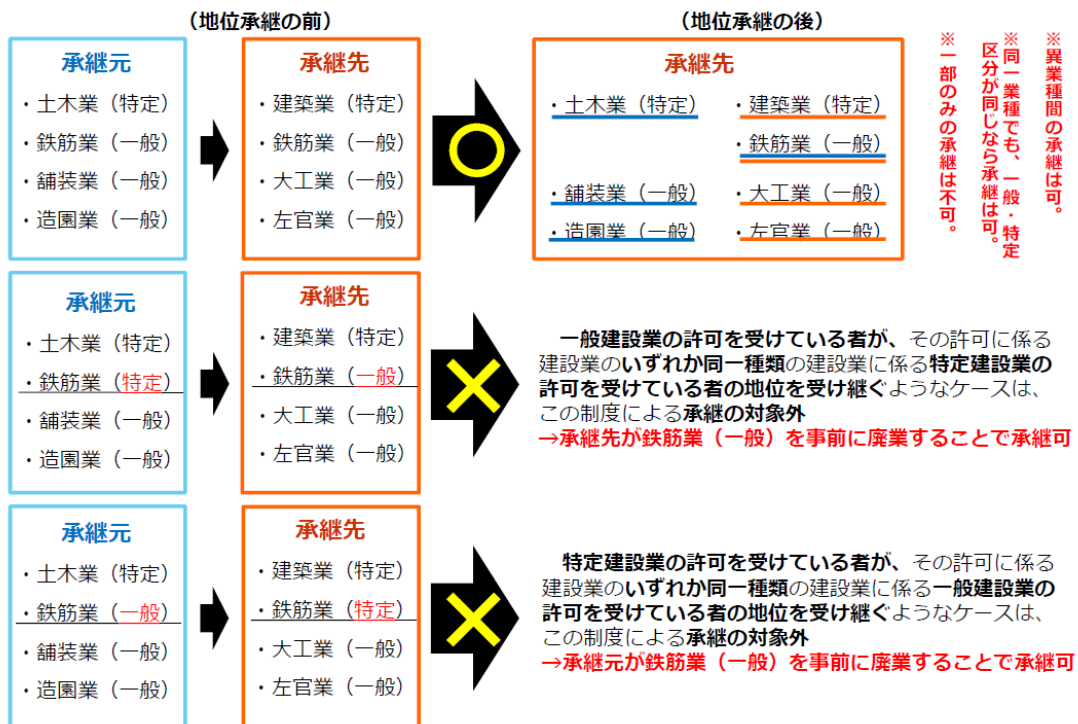 （地位承継の前）
（地位承継の後）
承継元
・土木業（特定）
・鉄筋業（一般）
・舗装業（一般）
・造園業（一般）
承継先
・建築業（特定）
・鉄筋業（一般）
・大工業（一般）
・左官業（一般）
承継先
・土木業（特定）
・建築業（特定）
・鉄筋業（一般）
・舗装業（一般）
・大工業（一般）
・造園業（一般）
・左官業（一般）
※異業種間の承継は可。
※同一業種でも、一般・特定
区分が同じなら承継は可。
※一部のみの承継は不可。
承継元
・土木業（特定）
・鉄筋業（特定）
・舗装業（一般）
・造園業（一般）
承継先
・建築業（特定）
・鉄筋業（一般）
・大工業（一般）
・左官業（一般）
一般建設業の許可を受けている者が、その許可に係る
建設業のいずれか同一種類の建設業に係る特定建設業の
許可を受けている者の地位を受け継ぐようなケースは、
この制度による承継の対象外
→承継先が鉄筋業（一般）を事前に廃業することで承継可
承継元
・土木業（特定）
・鉄筋業（一般）
・舗装業（一般）
・造園業（一般）
承継先
・建築業（特定）
・鉄筋業（特定）
・大工業（一般）
・左官業（一般）
特定建設業の許可を受けている者が、その許可に係る
建設業のいずれか同一種類の建設業に係る一般建設業の
許可を受けている者の地位を受け継ぐようなケースは、
この制度による承継の対象外
→承継元が鉄筋業（一般）を事前に廃業することで承継可